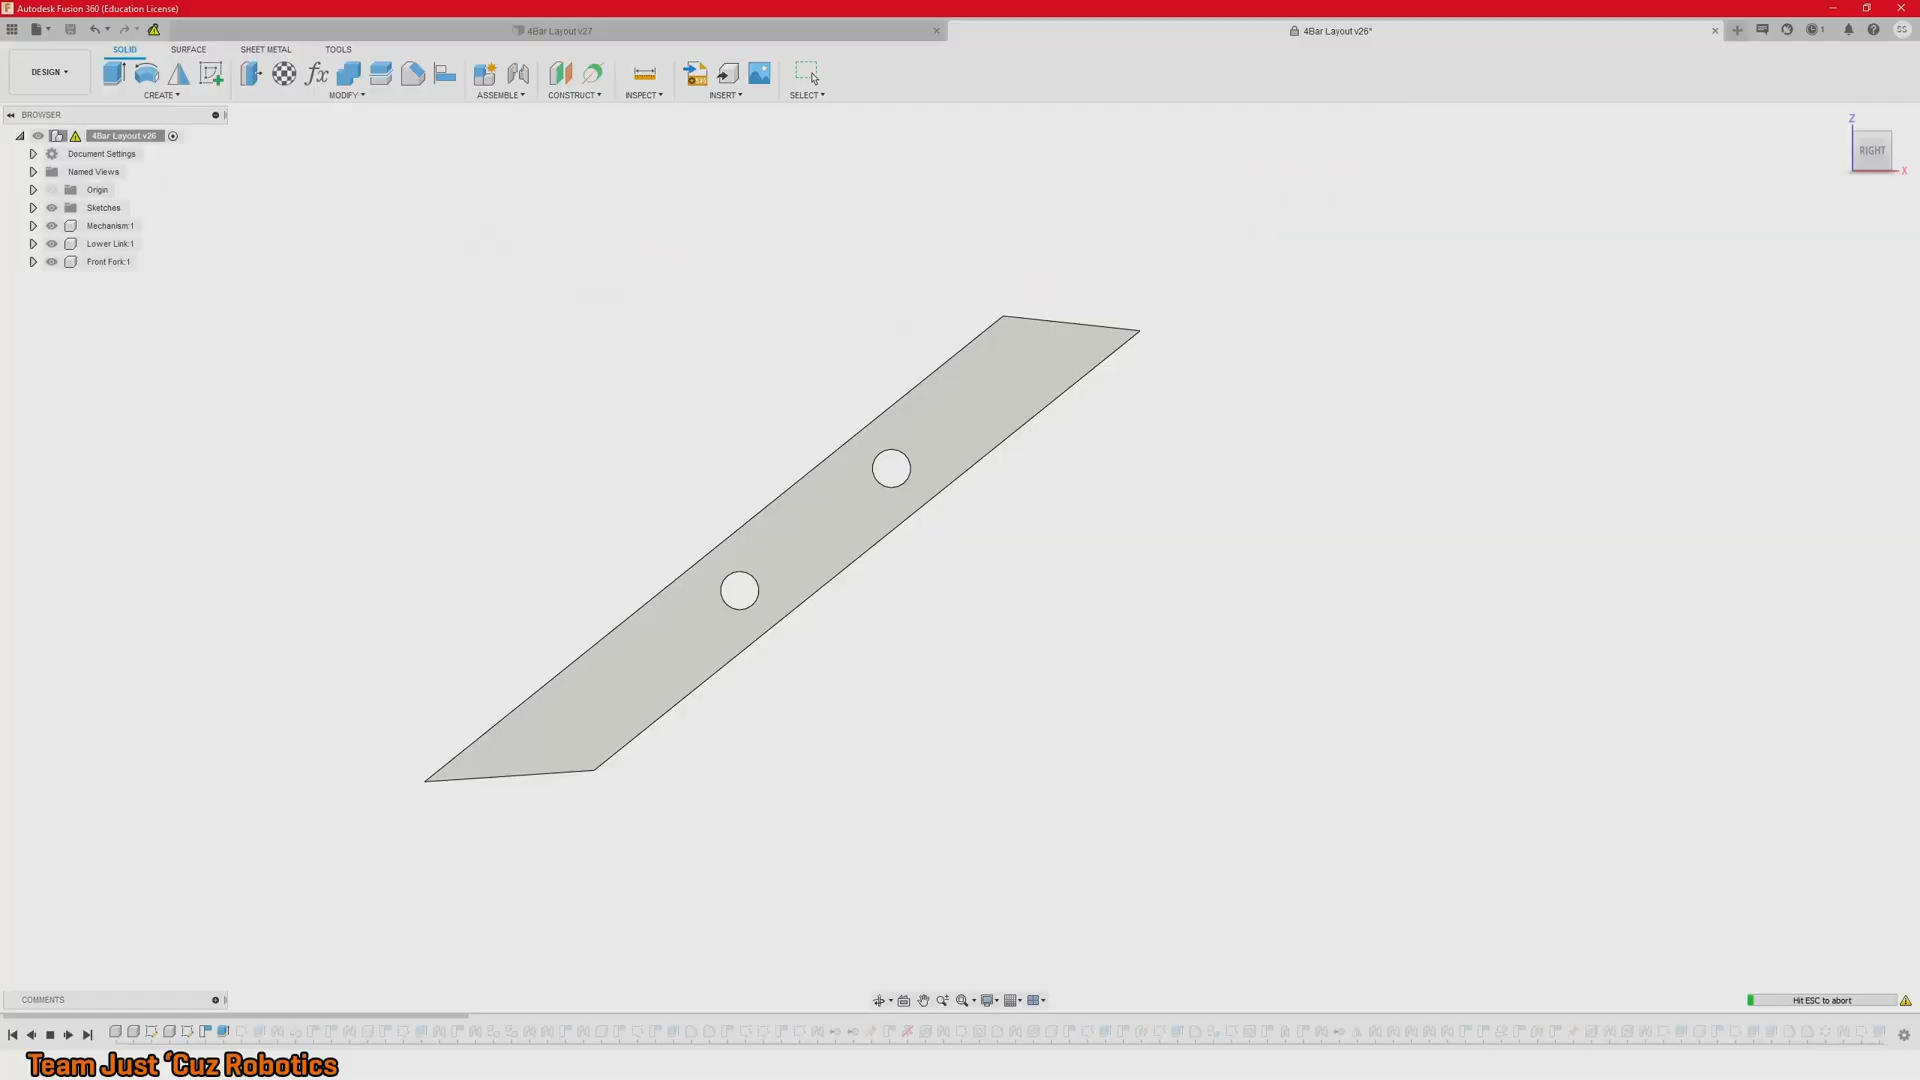 Autodesk Fusion 360 (Education License)
4Bar Layout v27
4Bar Layout v26*
1
SS
DESIGN
SOLID
SURFACE
SHEET METAL
TOOLS
CREATE
MODIFY
ASSEMBLE
CONSTRUCT
INSPECT
INSERT
SELECT
BROWSER
4Bar Layout v26
Document Settings
Named Views
Origin
Sketches
Mechanism:1
Lower Link:1
Front Fork:1
Z
RIGHT
X
COMMENTS
Hit ESC to abort
Team Just ‘Cuz Robotics